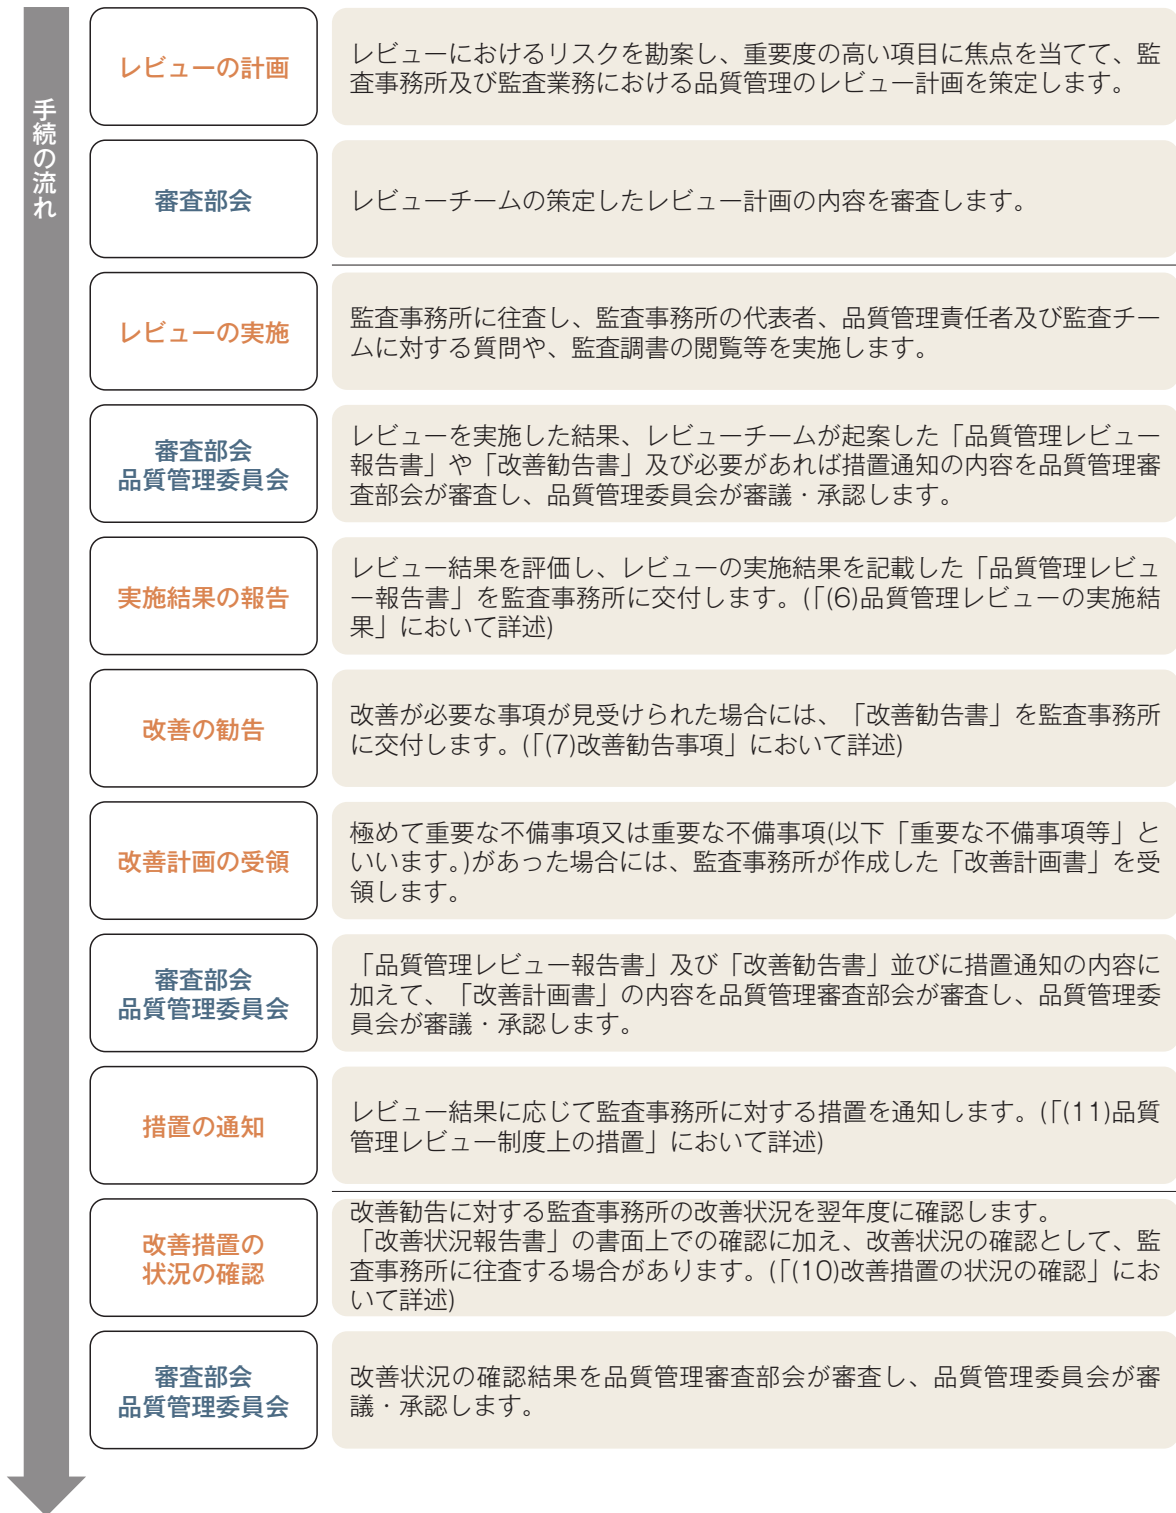 手続の流れ
レビューの計画
レビューにおけるリスクを勘案し、重要度の高い項目に焦点を当てて、監
査事務所及び監査業務における品質管理のレビュー計画を策定します。
審査部会
レビューチームの策定したレビュー計画の内容を審査します。
レビューの実施
監査事務所に往査し、監査事務所の代表者、品質管理責任者及び監査チー
ムに対する質問や、監査調書の閲覧等を実施します。
審査部会
品質管理委員会
レビューを実施した結果、レビューチームが起案した「品質管理レビュー
報告書」や「改善勧告書」及び必要があれば措置通知の内容を品質管理審
査部会が審査し、品質管理委員会が審議・承認します。
実施結果の報告
レビュー結果を評価し、レビューの実施結果を記載した「品質管理レビュ
ー報告書」を監査事務所に交付します。(「(6)品質管理レビューの実施結
果」において詳述)
改善の勧告
改善が必要な事項が見受けられた場合には、「改善勧告書」を監査事務所
に交付します。(「(7)改善勧告事項」において詳述)
改善計画の受領
極めて重要な不備事項又は重要な不備事項(以下「重要な不備事項等」と
いいます。)があった場合には、監査事務所が作成した「改善計画書」を受
領します。
審査部会
品質管理委員会
「品質管理レビュー報告書」及び「改善勧告書」並びに措置通知の内容に
加えて、「改善計画書」の内容を品質管理審査部会が審査し、品質管理委
員会が審議・承認します。
措置の通知
レビュー結果に応じて監査事務所に対する措置を通知します。(「(11)品質
管理レビュー制度上の措置」において詳述)
改善措置の
状況の確認
改善勧告に対する監査事務所の改善状況を翌年度に確認します。
「改善状況報告書」の書面上での確認に加え、改善状況の確認として、監
査事務所に往査する場合があります。(「(10)改善措置の状況の確認」にお
いて詳述)
審査部会
品質管理委員会
改善状況の確認結果を品質管理審査部会が審査し、品質管理委員会が審
議・承認します。